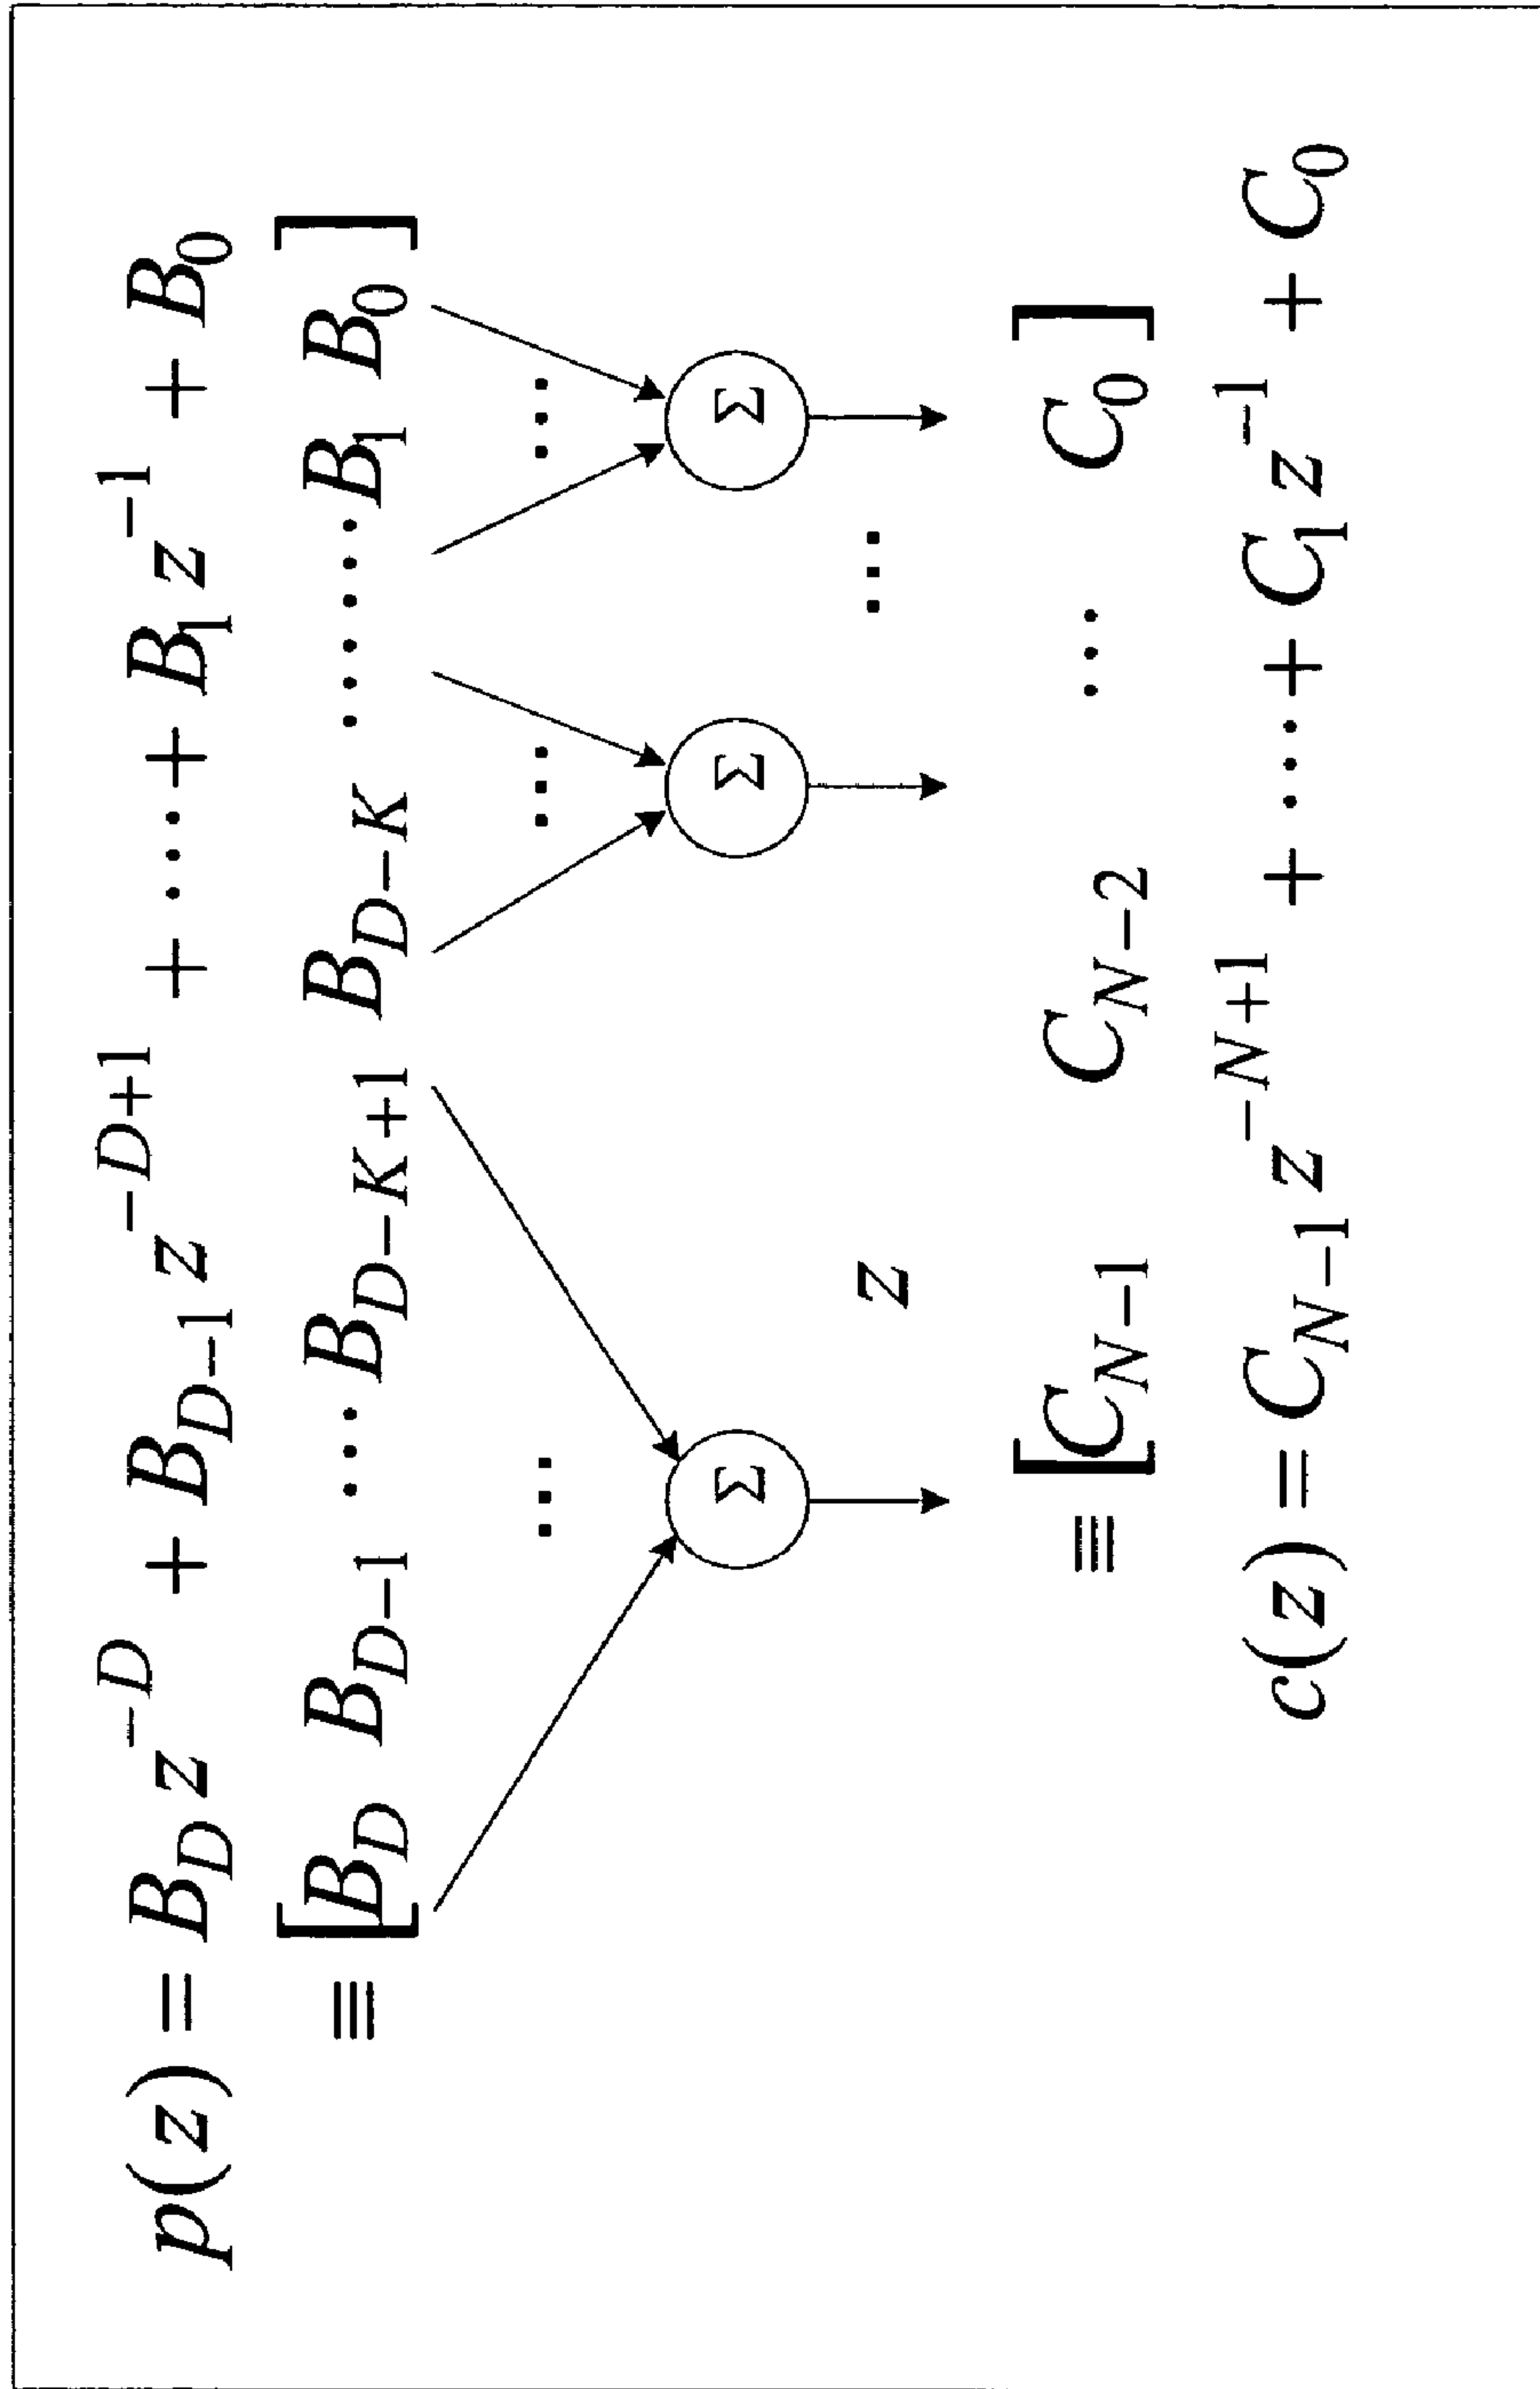 p(z) = B_D z^{-D} + B_{D-1} z^{-D+1} + ... + B_1 z^{-1} + B_0
≡ [B_D B_{D-1} ... B_{D-K+1} B_{D-K} ...... B_1 B_0]
... ... ...
Σ Σ Σ
z ...
≡ [C_{N-1} C_{N-2} ... C_0]
c(z) = C_{N-1} z^{-N+1} + ... + C_1 z^{-1} + C_0